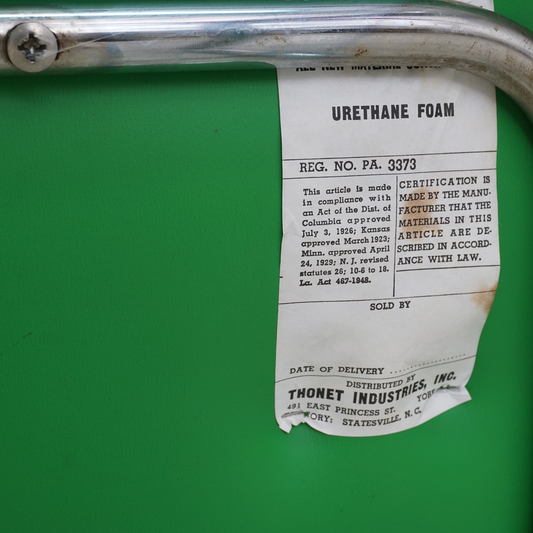 ALL NEW MATERIAL
URETHANE FOAM
REG. NO. PA. 3373
This article is made
in compliance with
an Act of the Dist. of
Columbia approved
July 3, 1926; Kansas
approved March 1923;
Minn. approved April
24, 1929; N. J. revised
statutes 26; 10-6 to 18.
La. Act 467-1948.
CERTIFICATION IS
MADE BY THE MANU-
FACTURER THAT THE
MATERIALS IN THIS
ARTICLE ARE DE-
SCRIBED IN ACCORD-
ANCE WITH LAW.
SOLD BY
DATE OF DELIVERY
DISTRIBUTED BY
THONET INDUSTRIES, INC.
491 EAST PRINCESS ST.
STATESVILLE, N. C.